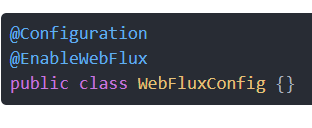 @Configuration
@EnableWebFlux
public class WebFluxConfig {}